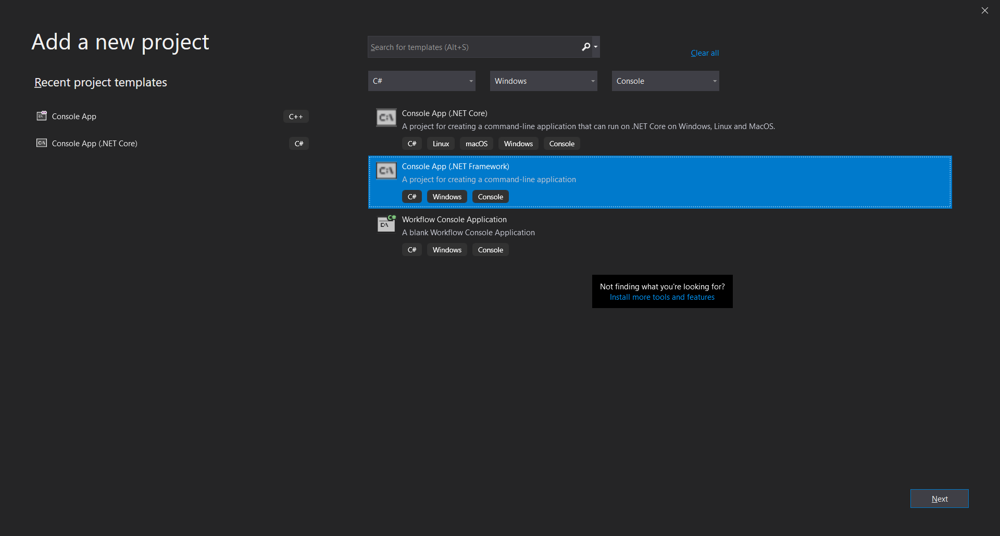 Add a new project
Recent project templates
Console App C++
Console App (.NET Core) C#
Search for templates (Alt+S)
Clear all
C# Windows Console
Console App (.NET Core)
A project for creating a command-line application that can run on .NET Core on Windows, Linux and MacOS.
C# Linux macOS Windows Console
Console App (.NET Framework)
A project for creating a command-line application
C# Windows Console
Workflow Console Application
A blank Workflow Console Application
C# Windows Console
Not finding what you're looking for?
Install more tools and features
Next